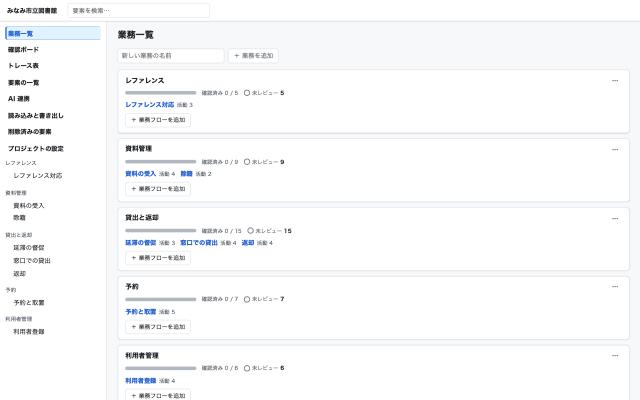 みなみ市立図書館
要素を検索…
業務一覧
確認ボード
トレース表
要素の一覧
AI 連携
読み込みと書き出し
削除済みの要素
プロジェクトの設定
レファレンス
レファレンス対応
資料管理
資料の受入
除籍
貸出と返却
延滞の督促
窓口での貸出
返却
予約
予約と取置
利用者管理
利用者登録
業務一覧
新しい業務の名前
+ 業務を追加
レファレンス
…
確認済み 0 / 5 未レビュー 5
レファレンス対応 活動 3
+ 業務フローを追加
資料管理
…
確認済み 0 / 9 未レビュー 9
資料の受入 活動 4 除籍 活動 2
+ 業務フローを追加
貸出と返却
…
確認済み 0 / 15 未レビュー 15
延滞の督促 活動 3 窓口での貸出 活動 4 返却 活動 4
+ 業務フローを追加
予約
…
確認済み 0 / 7 未レビュー 7
予約と取置 活動 5
+ 業務フローを追加
利用者管理
…
確認済み 0 / 6 未レビュー 6
利用者登録 活動 4
+ 業務フローを追加